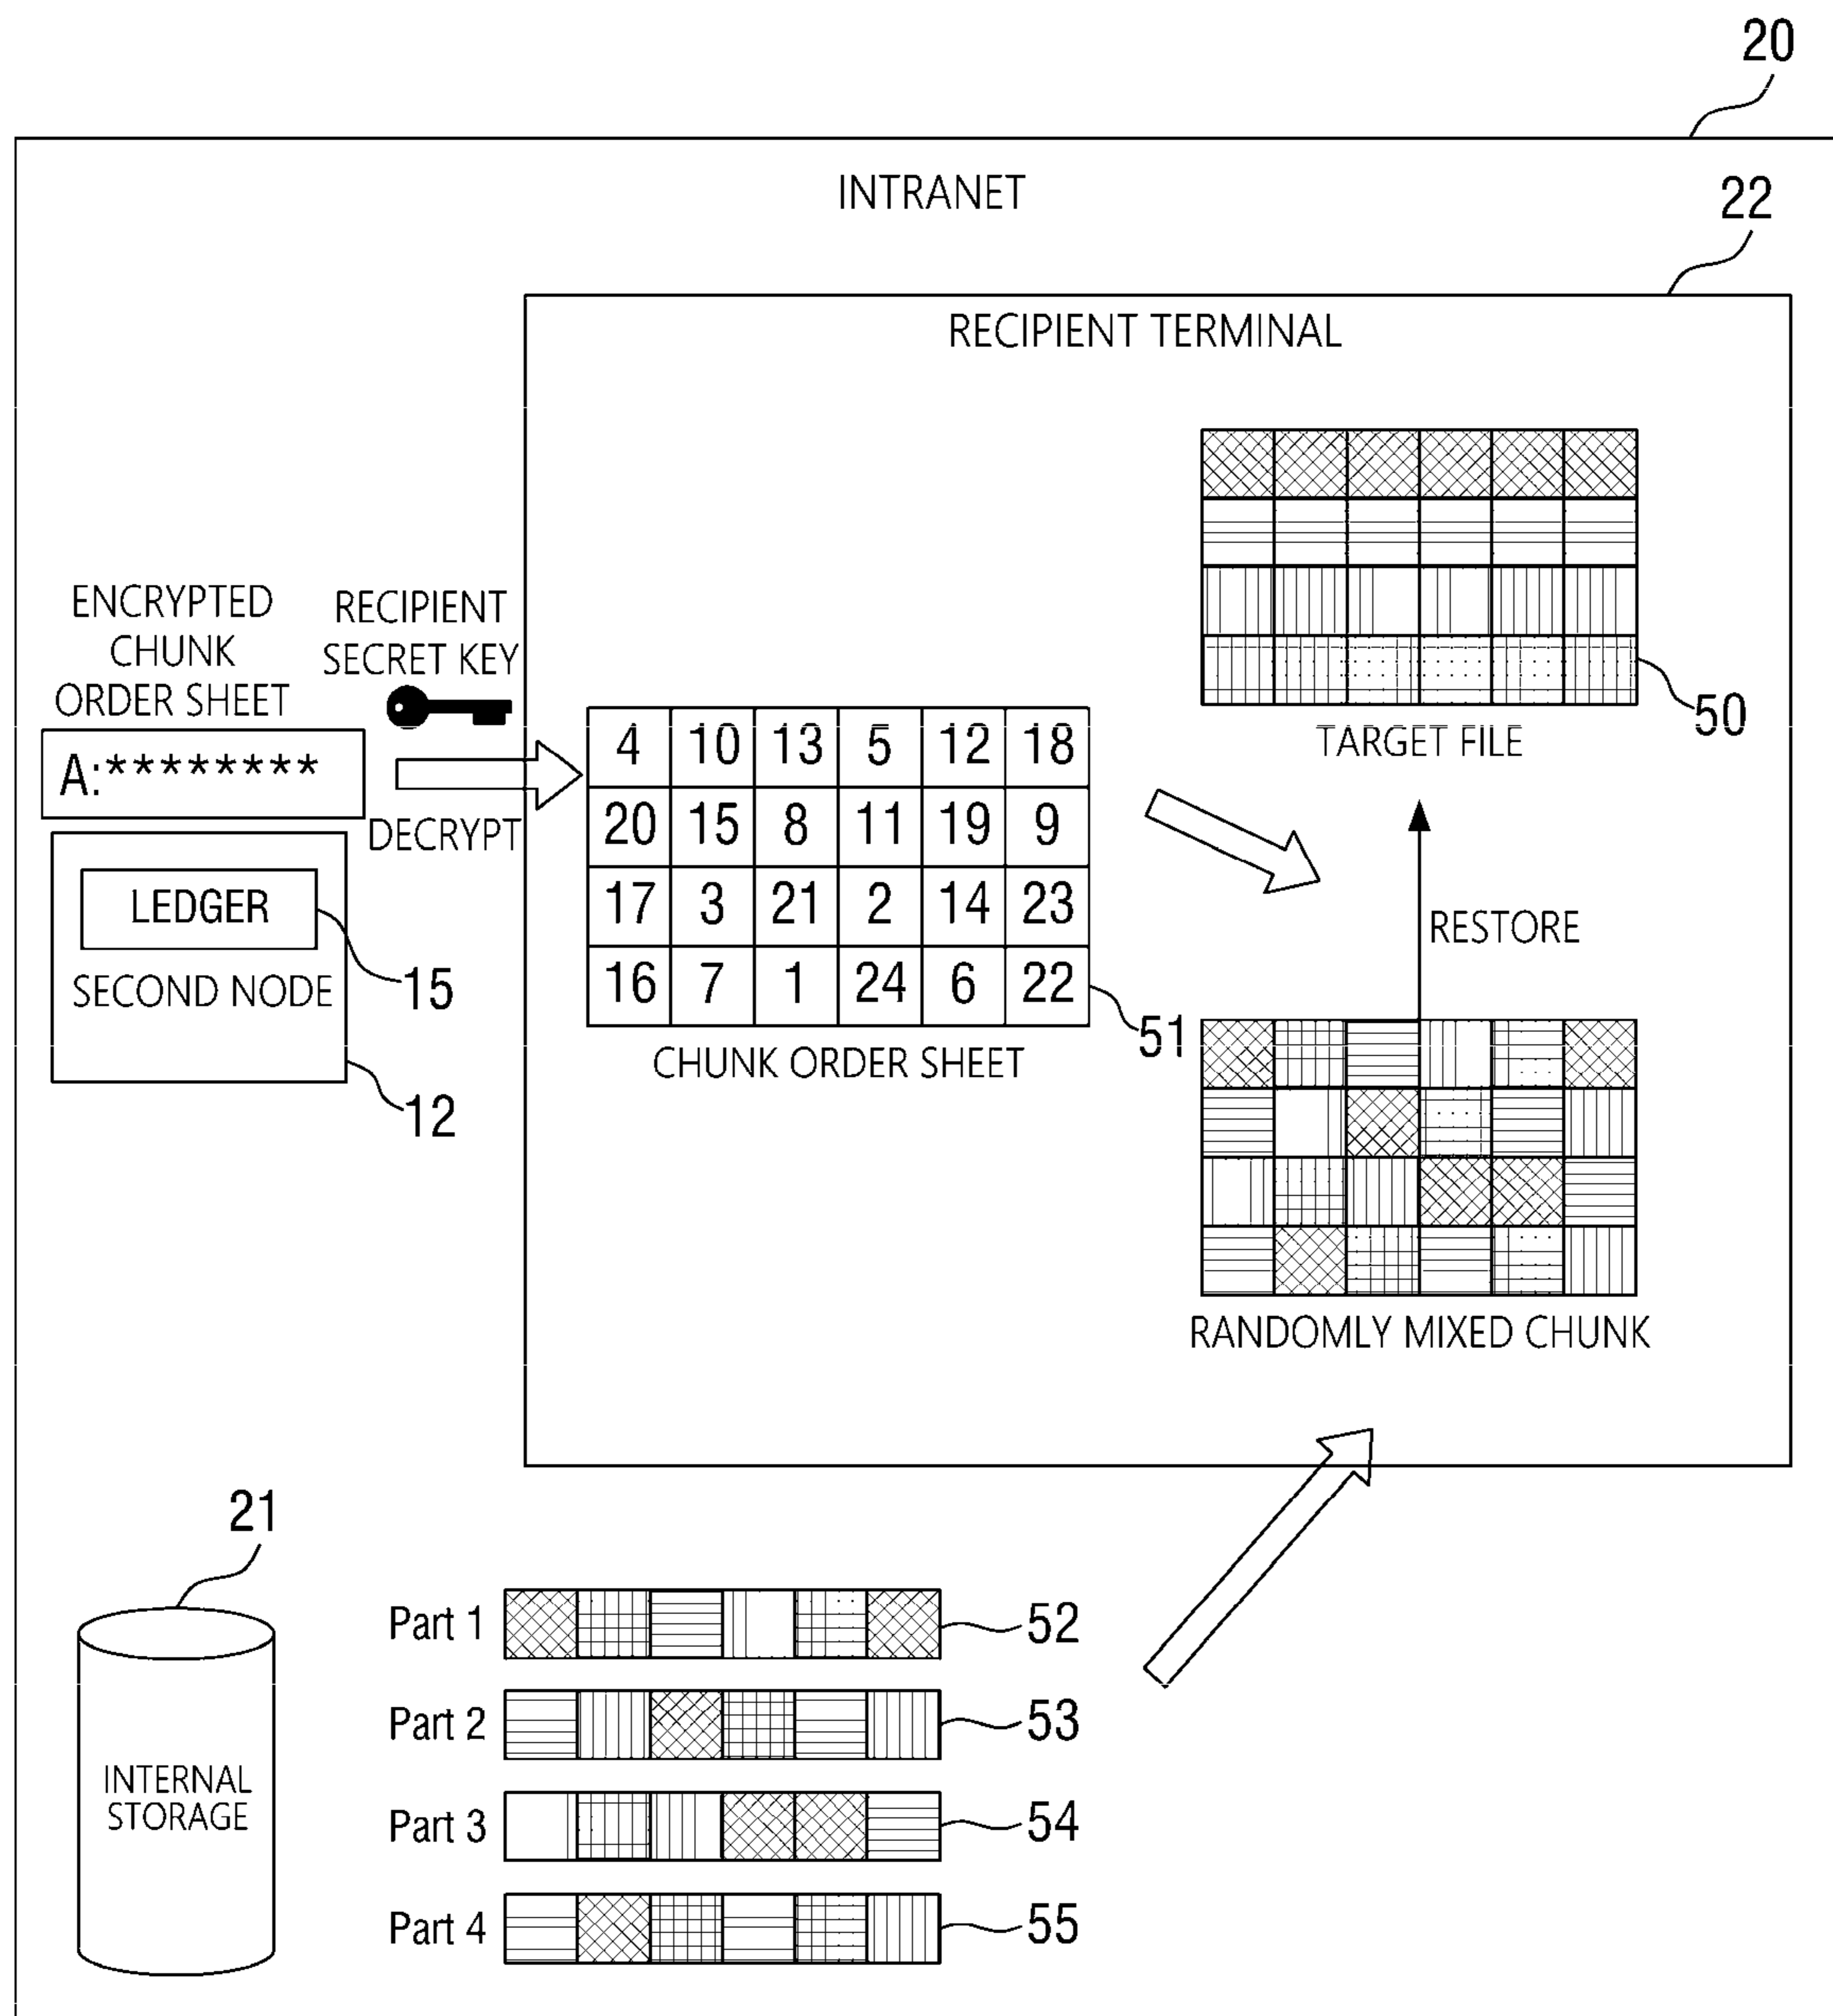 20
INTRANET
22
RECIPIENT TERMINAL
ENCRYPTED
CHUNK
ORDER SHEET
A:********
RECIPIENT
SECRET KEY
DECRYPT
LEDGER
SECOND NODE
15
12
4 10 13 5 12 18
20 15 8 11 19 9
17 3 21 2 14 23
16 7 1 24 6 22
51
CHUNK ORDER SHEET
50
TARGET FILE
RESTORE
RANDOMLY MIXED CHUNK
21
INTERNAL
STORAGE
Part 1
52
Part 2
53
Part 3
54
Part 4
55